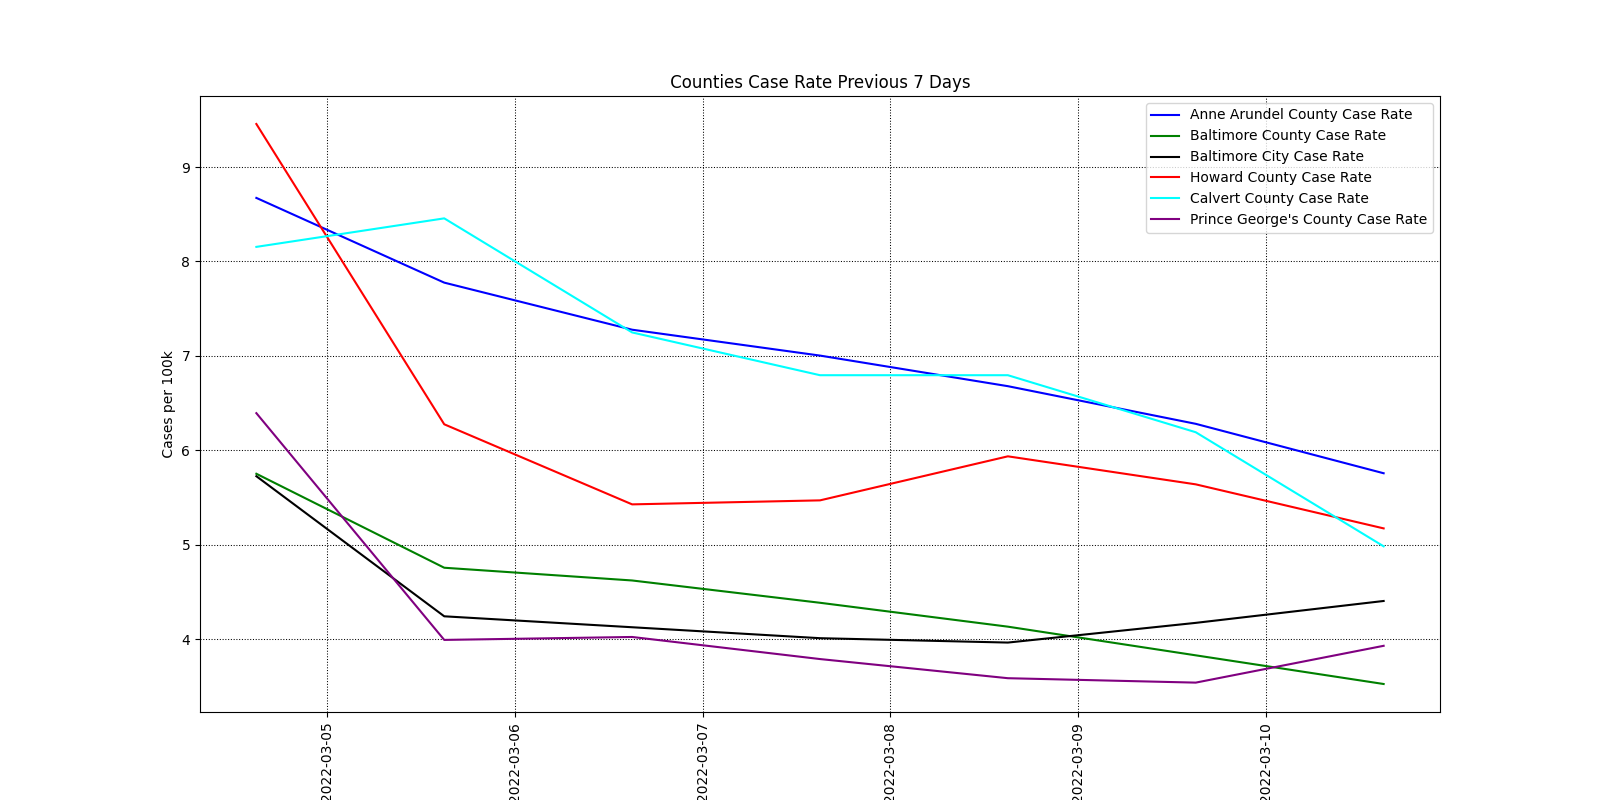 Counties Case Rate Previous 7 Days
Anne Arundel County Case Rate
Baltimore County Case Rate
Baltimore City Case Rate
Howard County Case Rate
Calvert County Case Rate
Prince George's County Case Rate
Cases per 100k
9
8
7
6
5
4
2022-03-05
2022-03-06
2022-03-07
2022-03-08
2022-03-09
2022-03-10